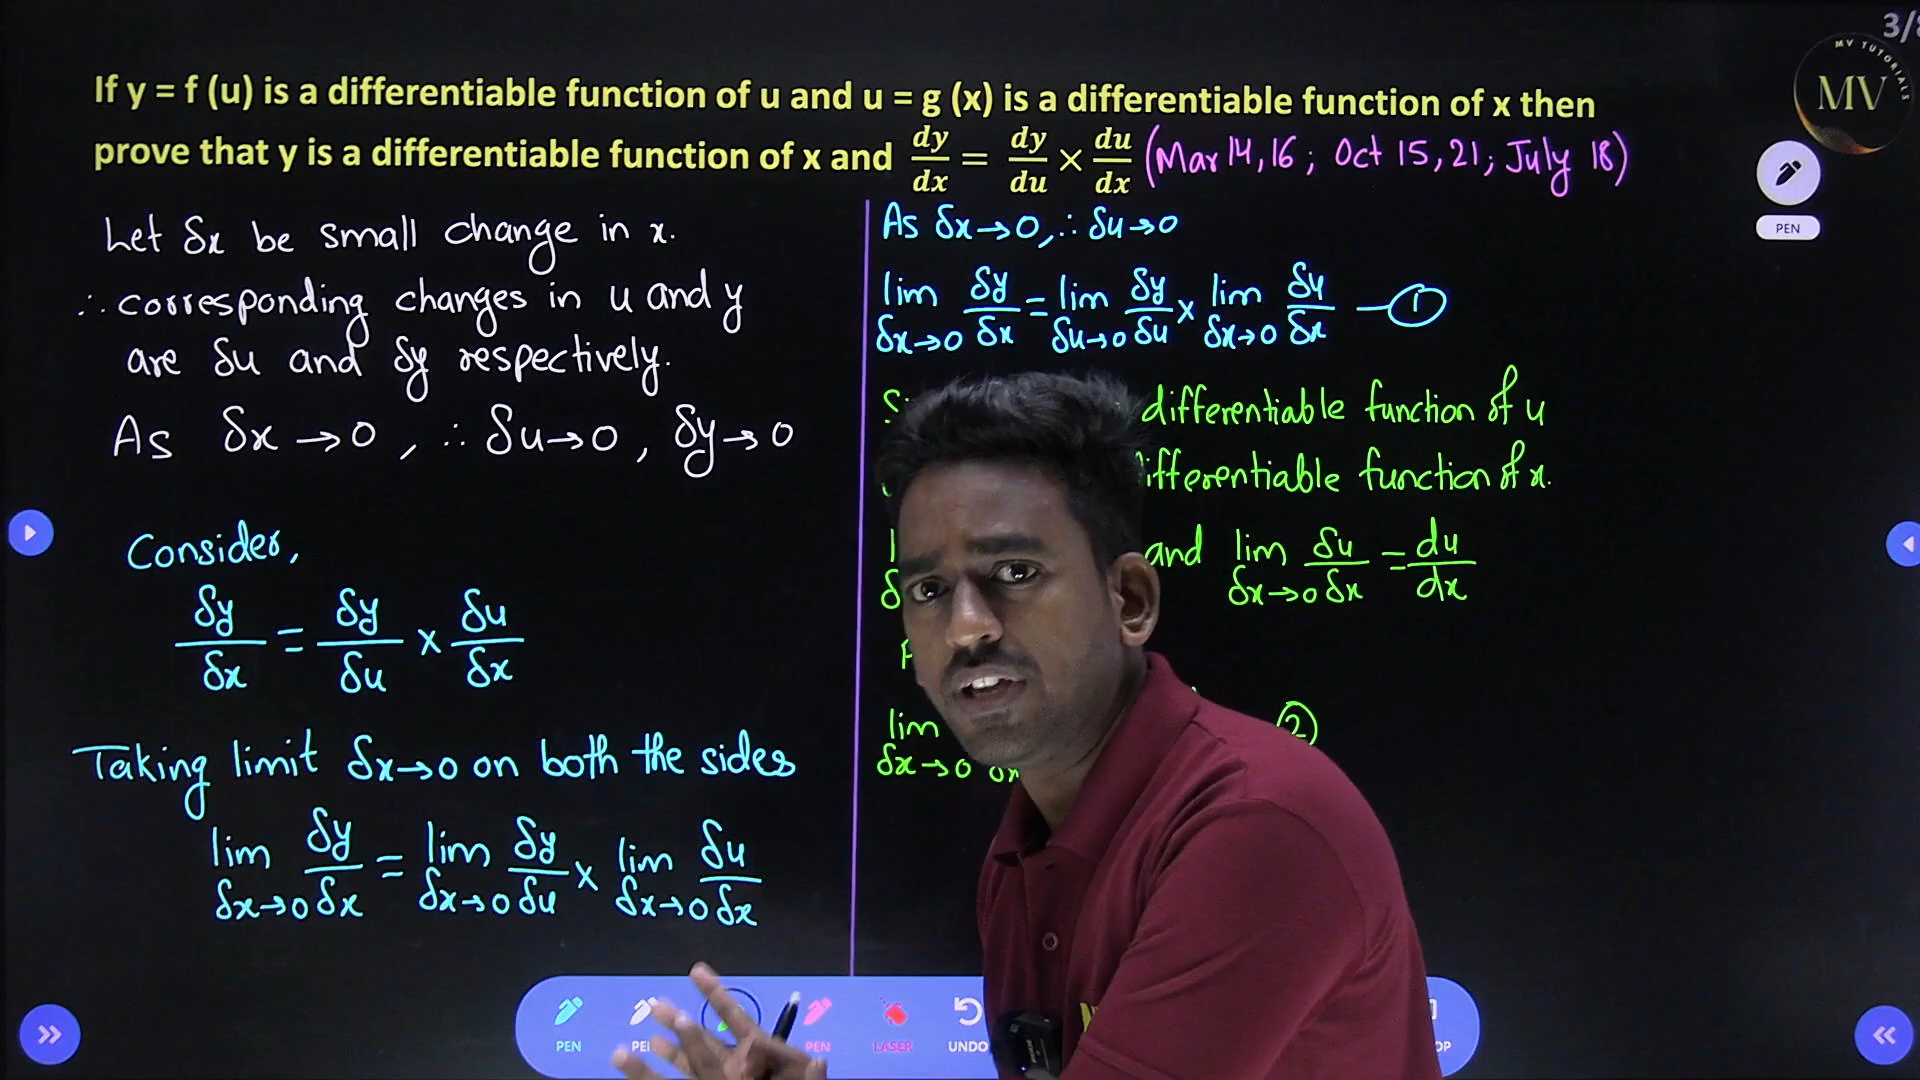 3/8
MV TUTORIALS
MV
If y = f (u) is a differentiable function of u and u = g (x) is a differentiable function of x then
prove that y is a differentiable function of x and dy/dx = dy/du × du/dx (Mar 14, 16 ; Oct 15, 21 ; July 18)
PEN
Let δx be small change in x.
∴ corresponding changes in u and y
are δu and δy respectively.
As δx → 0 , ∴ δu → 0 , δy → 0
Consider,
δy/δx = δy/δu × δu/δx
Taking limit δx → 0 on both the sides
lim δx→0 δy/δx = lim δx→0 δy/δu × lim δx→0 δu/δx
As δx → 0, ∴ δu → 0
lim δx→0 δy/δx = lim δu→0 δy/δu × lim δx→0 δu/δx — ①
differentiable function of u
differentiable function of x.
and lim δx→0 δu/δx = du/dx
lim δx→0 ②
PEN
PEN
LASER
UNDO